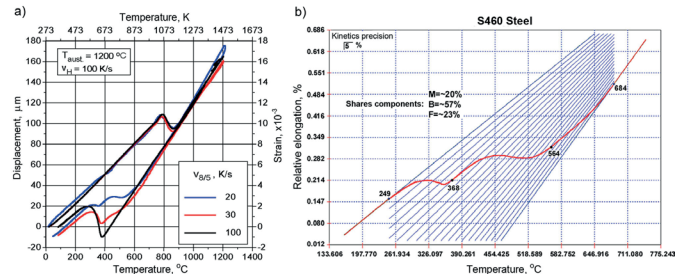 a)
Temperature, K
273 473 673 873 1073 1273 1473
180
160
140
120
100
80
60
40
20
0
-20
Displacement, µm
T aust = 1200 ºC
v H = 100 K/s
18
16
14
12
10
8
6
4
2
0
-2
Strain, x10-3
v 8/5 , K/s
20
30
100
0 200 400 600 800 1000 1200 1400
Temperature, °C
b)
S460 Steel
0.686
0.618
0.551
0.484
0.416
0.349
0.282
0.214
0.147
0.080
0.012
Relative elongation, %
Kinetics precision
5 %
Shares components:
M=~20%
B=~57%
F=~23%
249
368
564
684
133.606 197.770 261.934 326.097 390.261 454.425 518.589 582.752 646.916 711.080 775.243
Temperature, °C